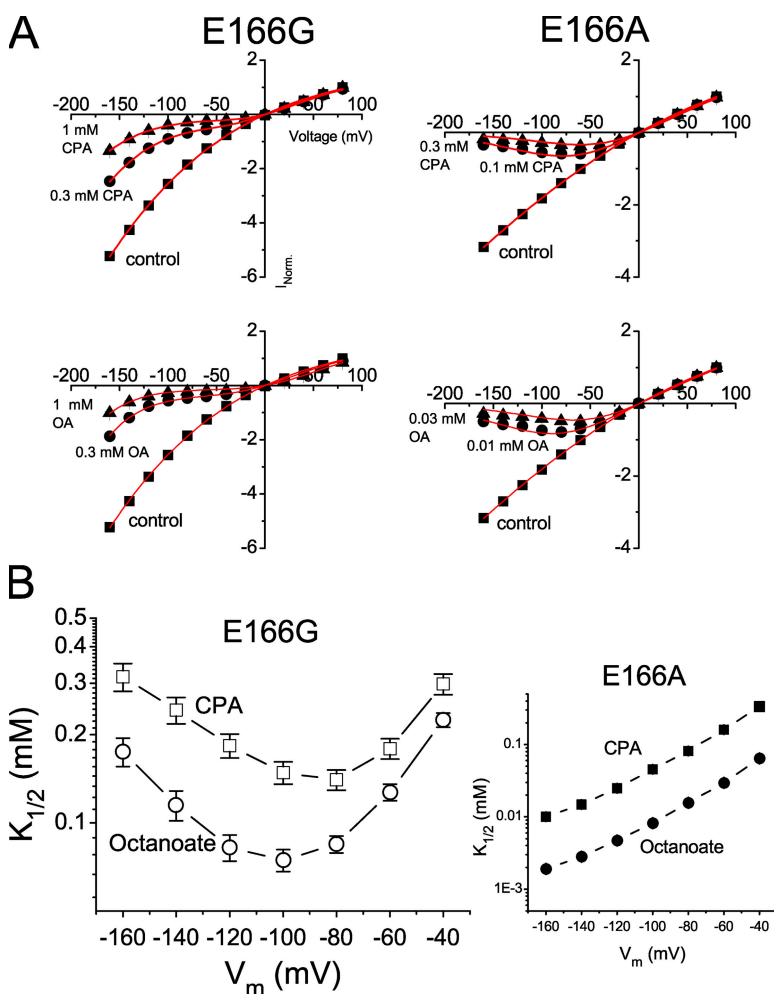 A
E166G
E166A
2
-200 -150 -100 -50 50 100
1 mM
CPA
Voltage (mV)
-2
0.3 mM CPA
-4
control
-6
I Norm.
2
-200 -150 -100 -50 50 100
0.3 mM
CPA
0.1 mM CPA
-2
control
-4
2
-200 -150 -100 -50 50 100
1 mM
OA
-2
0.3 mM OA
-4
control
-6
2
-200 -150 -100 -50 50 100
0.03 mM
OA
0.01 mM OA
-2
control
-4
B
E166G
0.5
0.4
0.3
0.2
0.1
K1/2 (mM)
CPA
Octanoate
-160 -140 -120 -100 -80 -60 -40
Vm (mV)
E166A
0.1
0.01
1E-3
K1/2 (mM)
CPA
Octanoate
-160 -140 -120 -100 -80 -60 -40
Vm (mV)